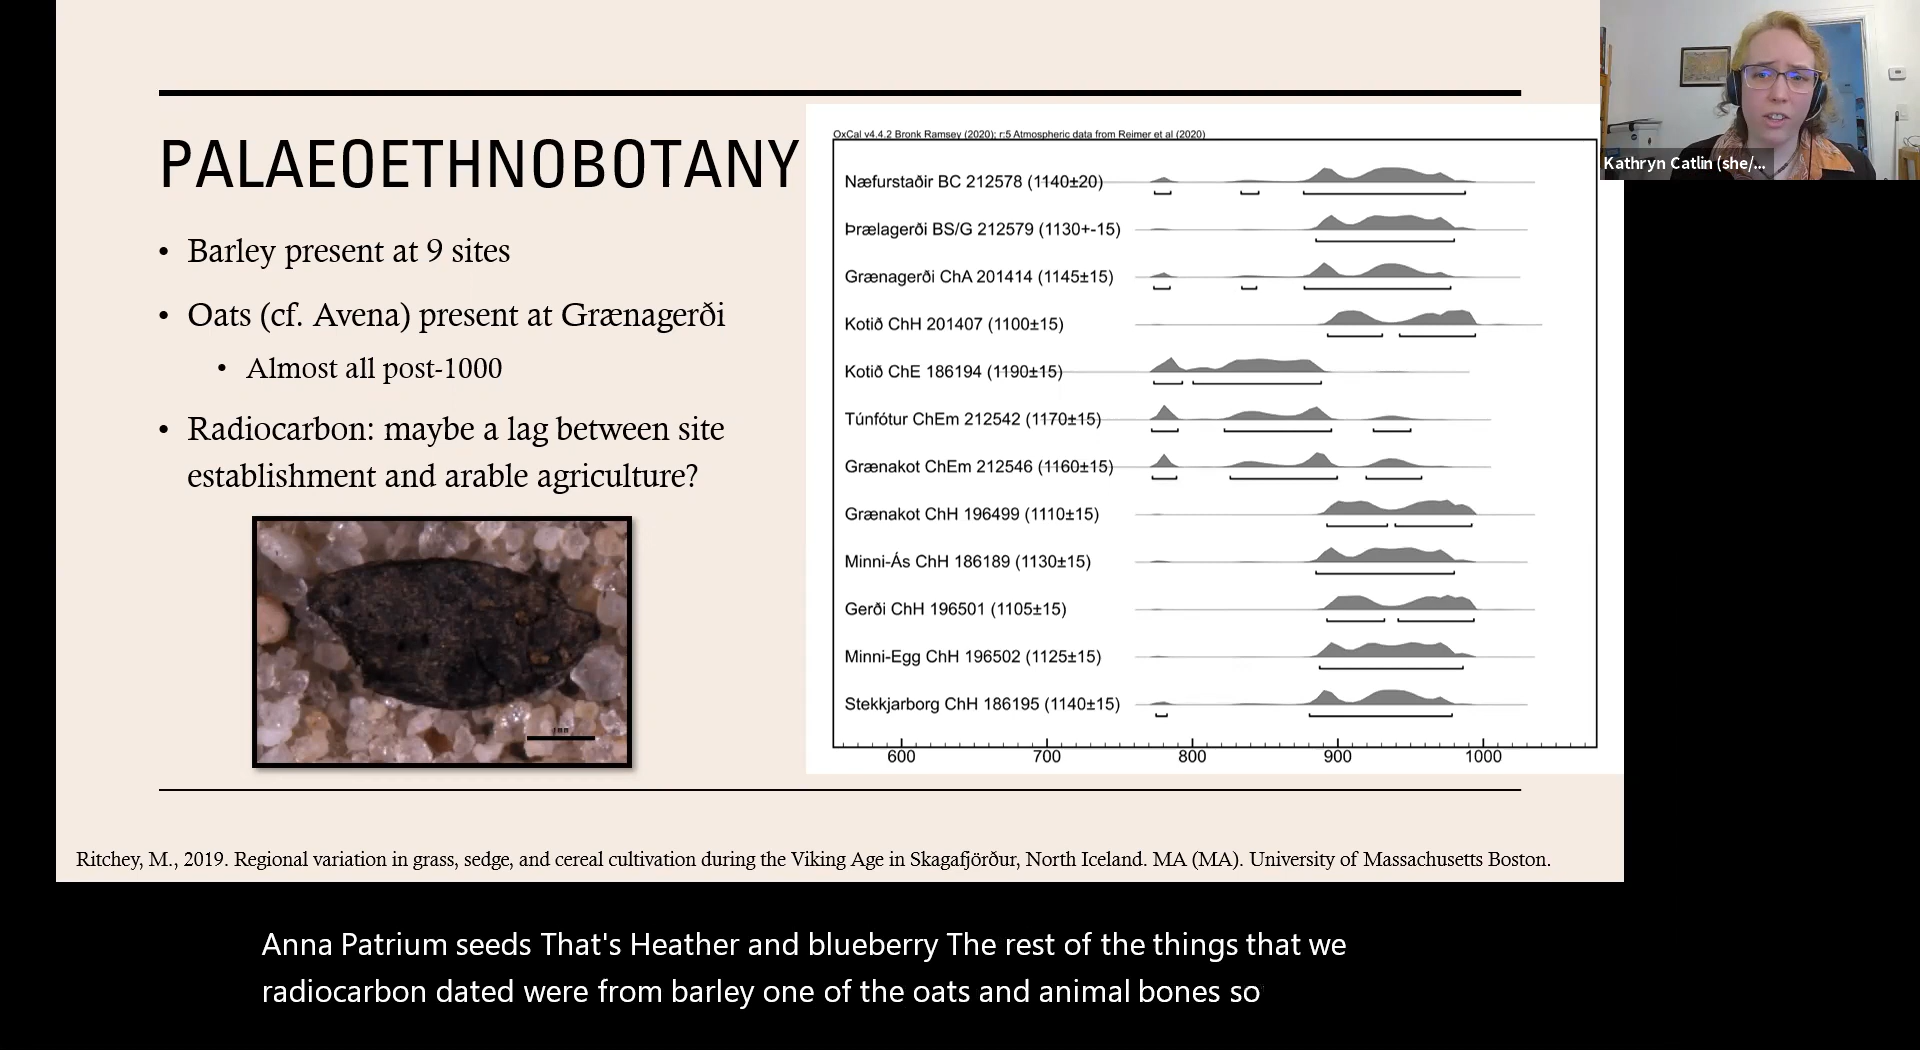 PALAEOETHNOBOTANY
• Barley present at 9 sites
• Oats (cf. Avena) present at Grænagerði
• Almost all post-1000
• Radiocarbon: maybe a lag between site
establishment and arable agriculture?
OxCal v4.4.2 Bronk Ramsey (2020); r:5 Atmospheric data from Reimer et al (2020)
Næfurstaðir BC 212578 (1140±20)
Þrælagerði BS/G 212579 (1130+-15)
Grænagerði ChA 201414 (1145±15)
Kotið ChH 201407 (1100±15)
Kotið ChE 186194 (1190±15)
Túnfótur ChEm 212542 (1170±15)
Grænakot ChEm 212546 (1160±15)
Grænakot ChH 196499 (1110±15)
Minni-Ás ChH 186189 (1130±15)
Gerði ChH 196501 (1105±15)
Minni-Egg ChH 196502 (1125±15)
Stekkjarborg ChH 186195 (1140±15)
600 700 800 900 1000
Ritchey, M., 2019. Regional variation in grass, sedge, and cereal cultivation during the Viking Age in Skagafjörður, North Iceland. MA (MA). University of Massachusetts Boston.
Kathryn Catlin (she/...
Anna Patrium seeds That's Heather and blueberry The rest of the things that we
radiocarbon dated were from barley one of the oats and animal bones so